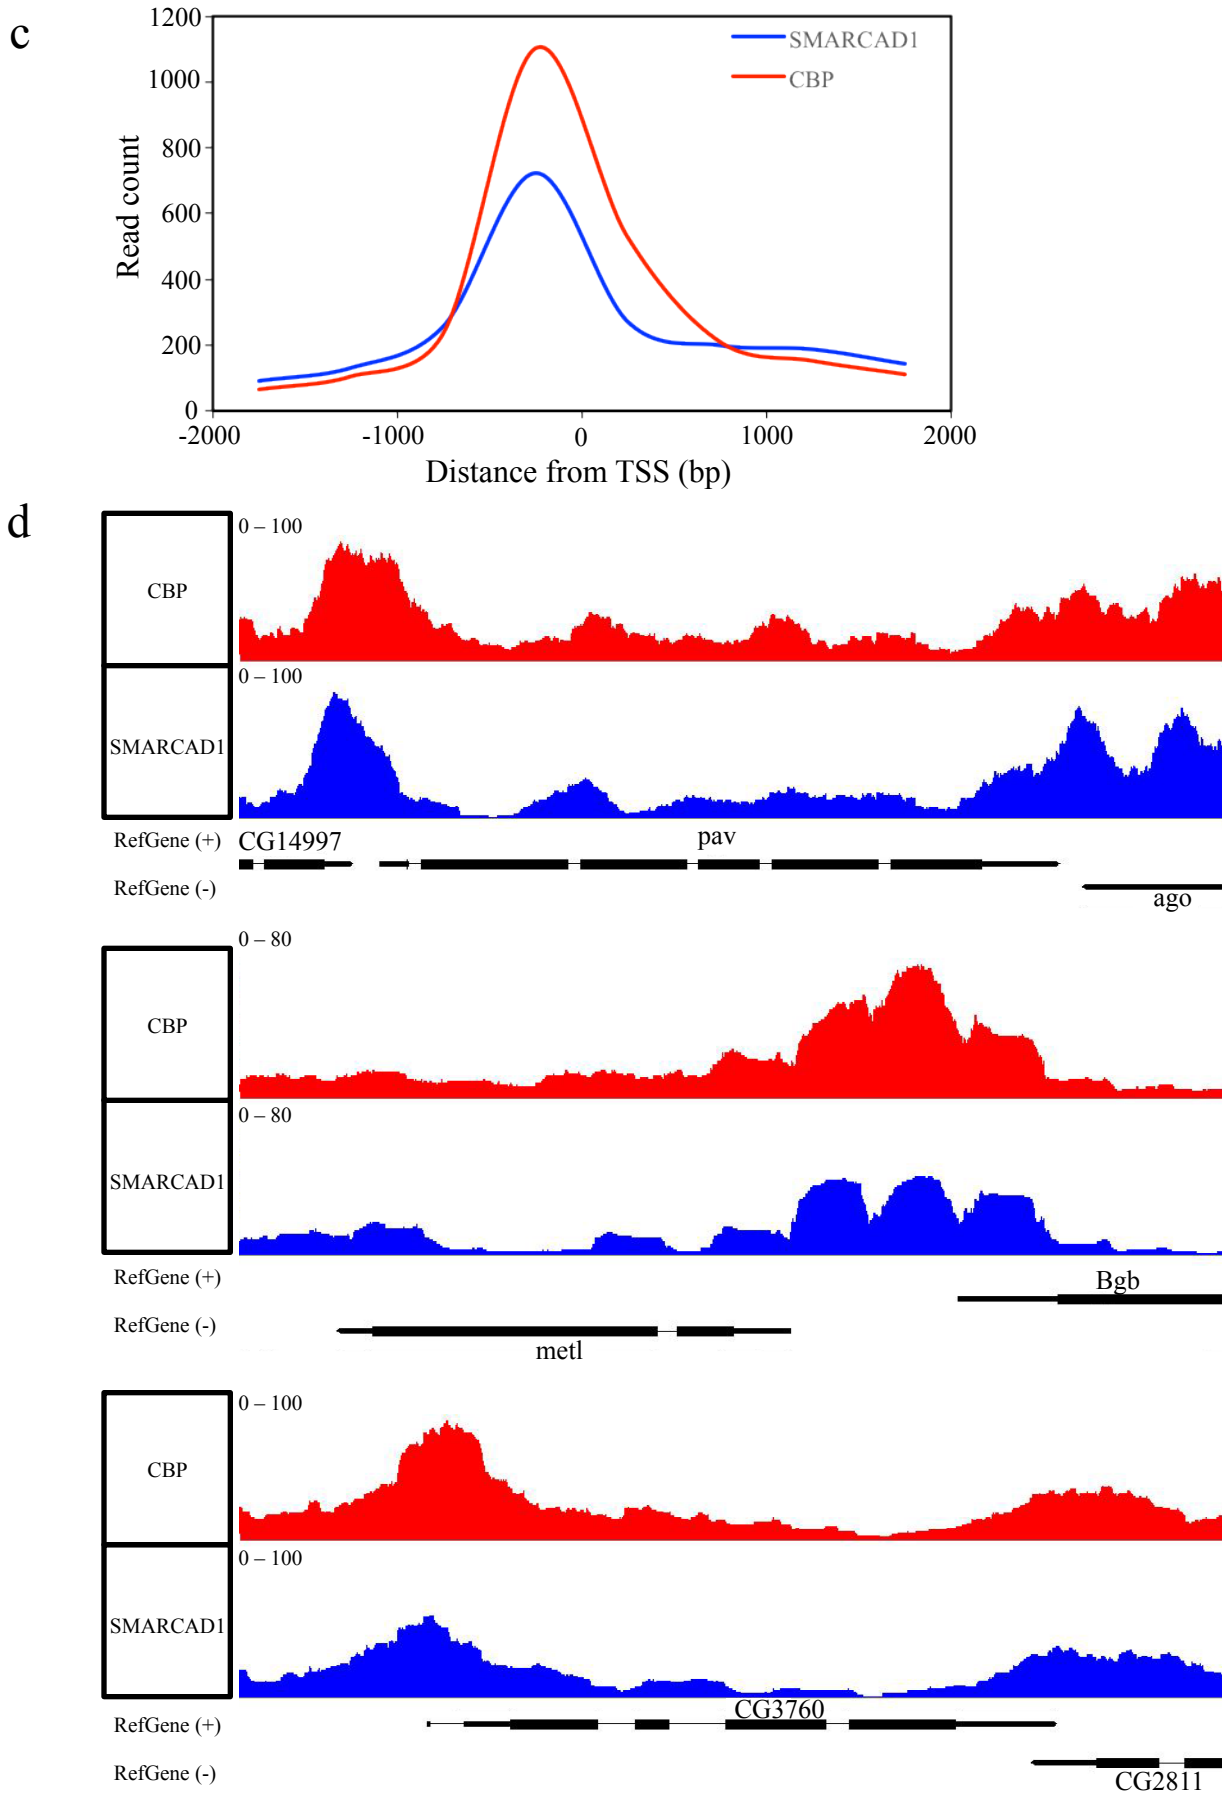 c
1200
1000
800
600
400
200
0
Read count
SMARCAD1
CBP
-2000 -1000 0 1000 2000
Distance from TSS (bp)
d
0 – 100
CBP
0 – 100
SMARCAD1
RefGene (+) CG14997 pav
RefGene (-) ago
0 – 80
CBP
0 – 80
SMARCAD1
RefGene (+) Bgb
RefGene (-) metl
0 – 100
CBP
0 – 100
SMARCAD1
RefGene (+) CG3760
RefGene (-) CG2811